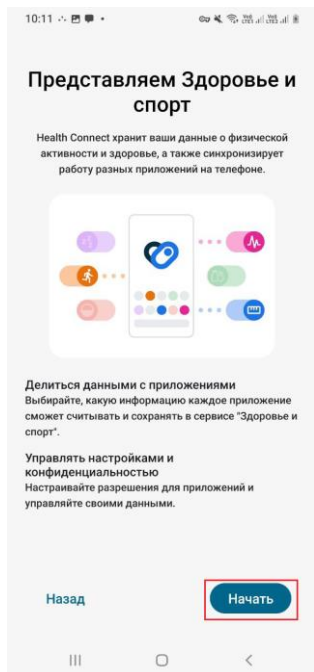 10:11
Представляем Здоровье и
спорт
Health Connect хранит ваши данные о физической
активности и здоровье, а также синхронизирует
работу разных приложений на телефоне.
Делиться данными с приложениями
Выбирайте, какую информацию каждое приложение
сможет считывать и сохранять в сервисе "Здоровье и
спорт".
Управлять настройками и
конфиденциальностью
Настраивайте разрешения для приложений и
управляйте своими данными.
Назад
Начать